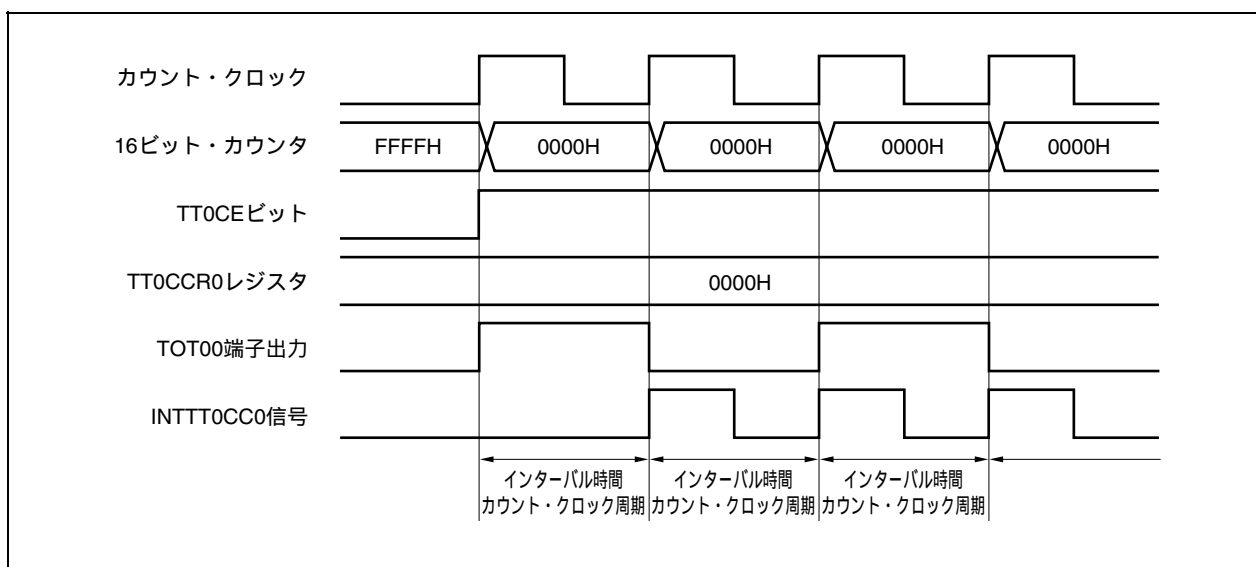 カウント・クロック
16ビット・カウンタ
FFFFH
0000H
0000H
0000H
0000H
TT0CEビット
TT0CCR0レジスタ
0000H
TOT00端子出力
INTTT0CC0信号
インターバル時間
カウント・クロック周期
インターバル時間
カウント・クロック周期
インターバル時間
カウント・クロック周期